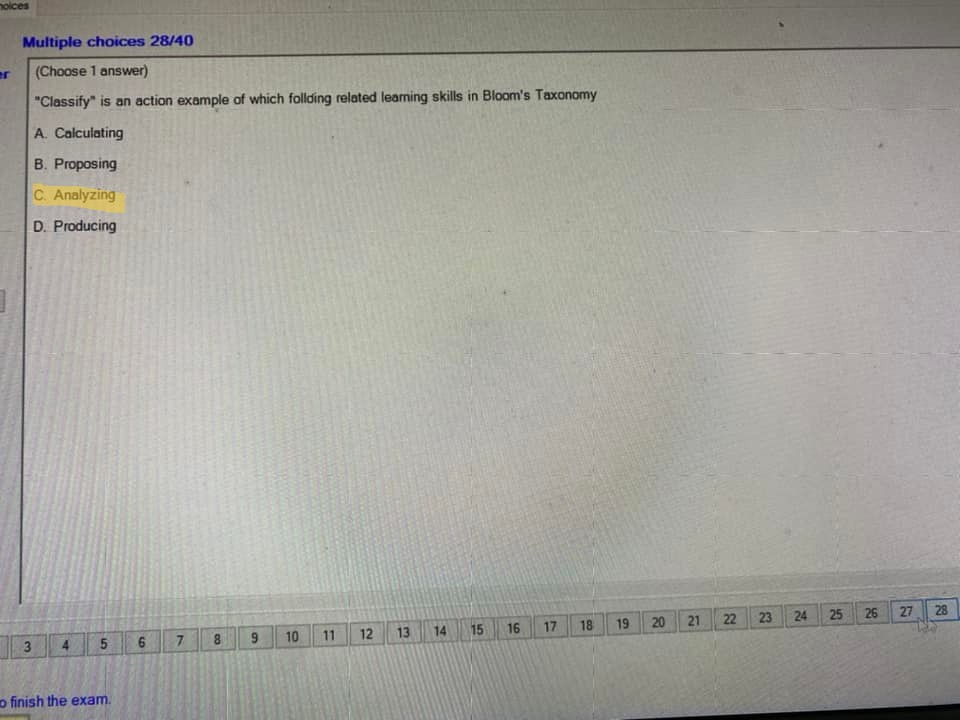 hoices
Multiple choices 28/40
er
(Choose 1 answer)
"Classify" is an action example of which follding related learning skills in Bloom's Taxonomy
A. Calculating
B. Proposing
C. Analyzing
D. Producing
3 4 5 6 7 8 9 10 11 12 13 14 15 16 17 18 19 20 21 22 23 24 25 26 27 28
o finish the exam.